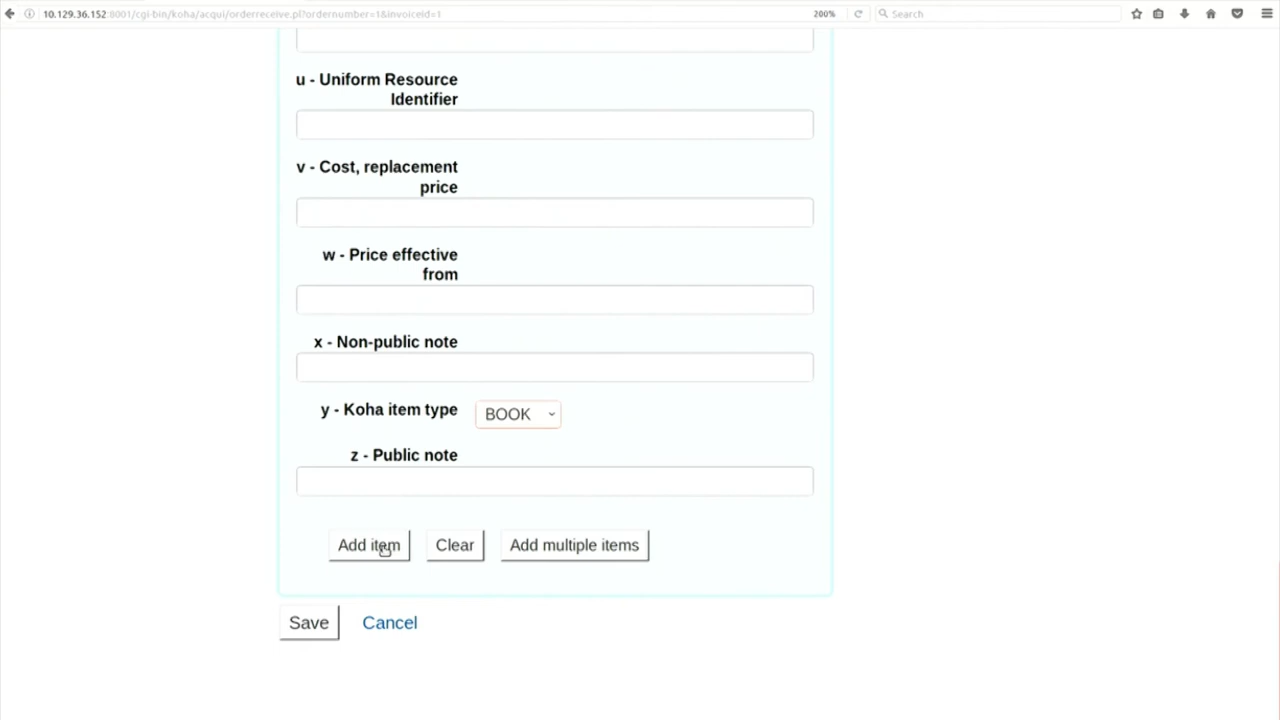 10.129.36.152:8001/cgi-bin/koha/acqui/orderreceive.pl?ordernumber=1&invoiceid=1
200%
Search
u - Uniform Resource
Identifier
v - Cost, replacement
price
w - Price effective
from
x - Non-public note
y - Koha item type
BOOK
z - Public note
Add item
Clear
Add multiple items
Save
Cancel